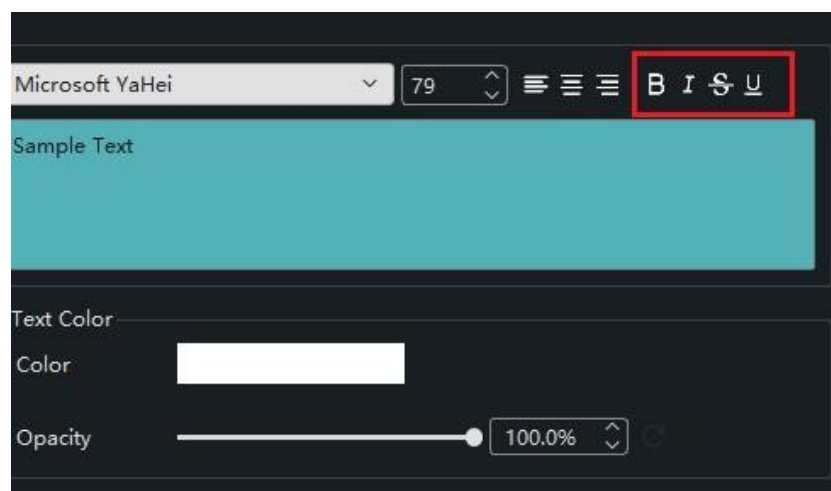 Microsoft YaHei 79 B I S U
Sample Text
Text Color
Color
Opacity 100.0%